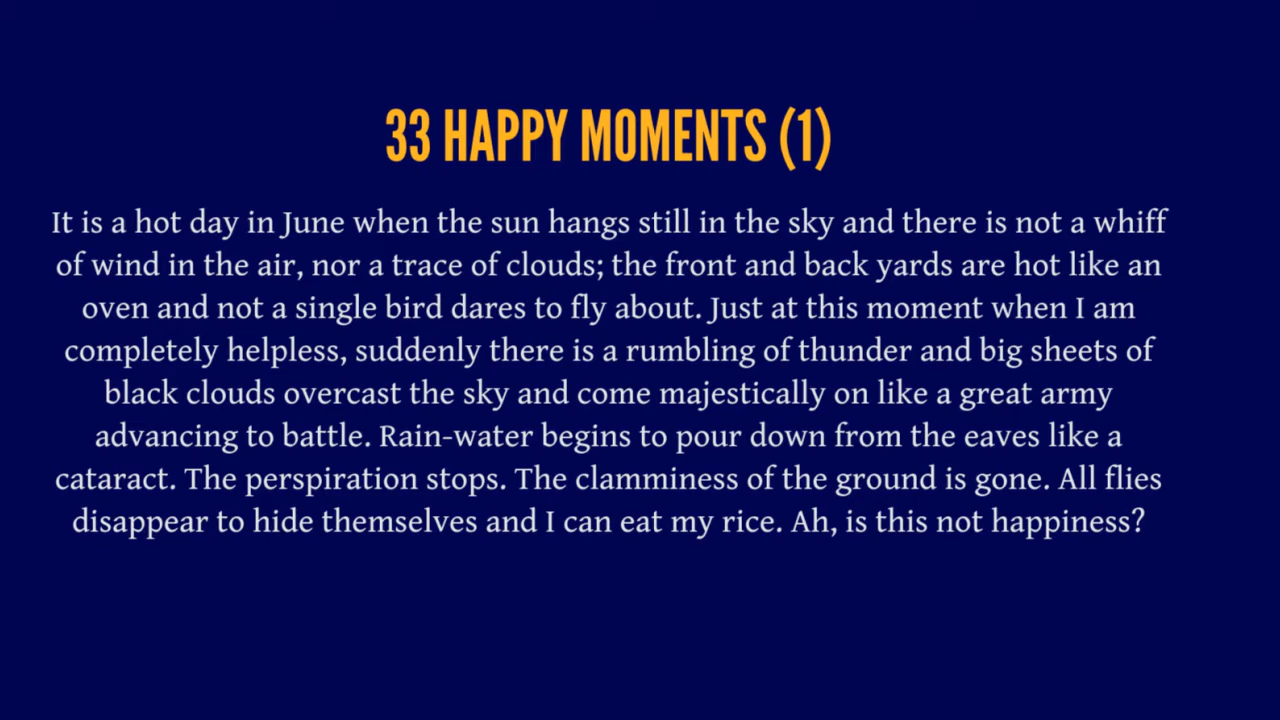 33 HAPPY MOMENTS (1)
It is a hot day in June when the sun hangs still in the sky and there is not a whiff
of wind in the air, nor a trace of clouds; the front and back yards are hot like an
oven and not a single bird dares to fly about. Just at this moment when I am
completely helpless, suddenly there is a rumbling of thunder and big sheets of
black clouds overcast the sky and come majestically on like a great army
advancing to battle. Rain-water begins to pour down from the eaves like a
cataract. The perspiration stops. The clamminess of the ground is gone. All flies
disappear to hide themselves and I can eat my rice. Ah, is this not happiness?